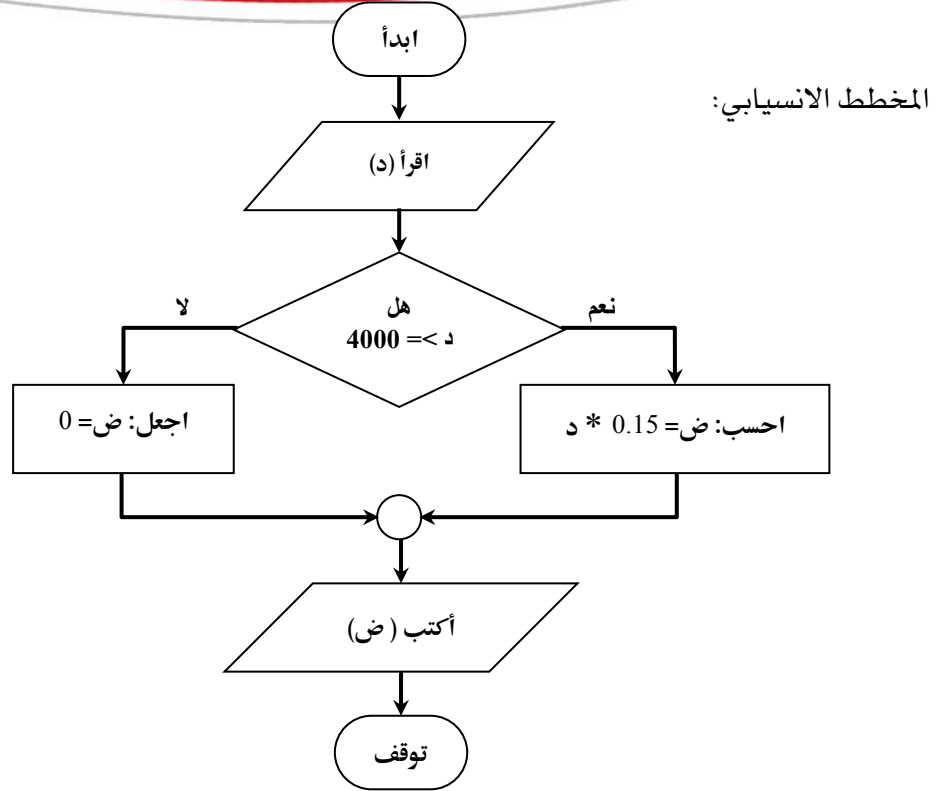 ابدأ
المخطط الانسيابي:
اقرأ (د)
هل
د >= 4000
نعم
لا
احسب: ض= 0.15 * د
اجعل: ض= 0
أكتب ( ض)
توقف